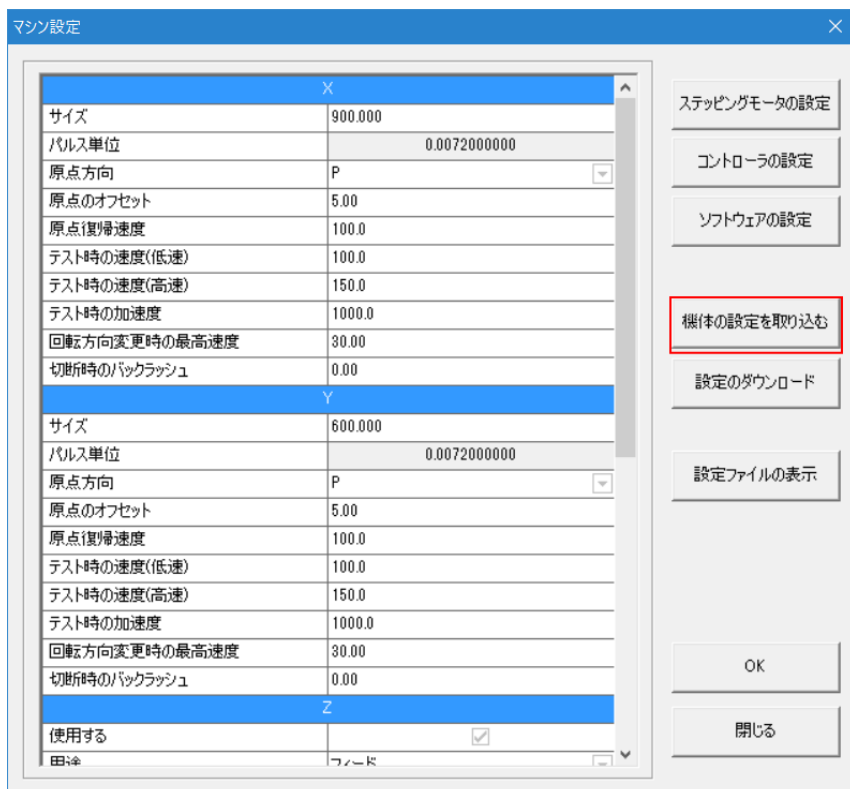 マシン設定
X
サイズ 900.000
パルス単位 0.0072000000
原点方向 P
原点のオフセット 5.00
原点復帰速度 100.0
テスト時の速度(低速) 100.0
テスト時の速度(高速) 150.0
テスト時の加速度 1000.0
回転方向変更時の最高速度 30.00
切断時のバックラッシュ 0.00
Y
サイズ 600.000
パルス単位 0.0072000000
原点方向 P
原点のオフセット 5.00
原点復帰速度 100.0
テスト時の速度(低速) 100.0
テスト時の速度(高速) 150.0
テスト時の加速度 1000.0
回転方向変更時の最高速度 30.00
切断時のバックラッシュ 0.00
Z
使用する
用途 フィード
ステッピングモータの設定
コントローラの設定
ソフトウェアの設定
機体の設定を取り込む
設定のダウンロード
設定ファイルの表示
OK
閉じる